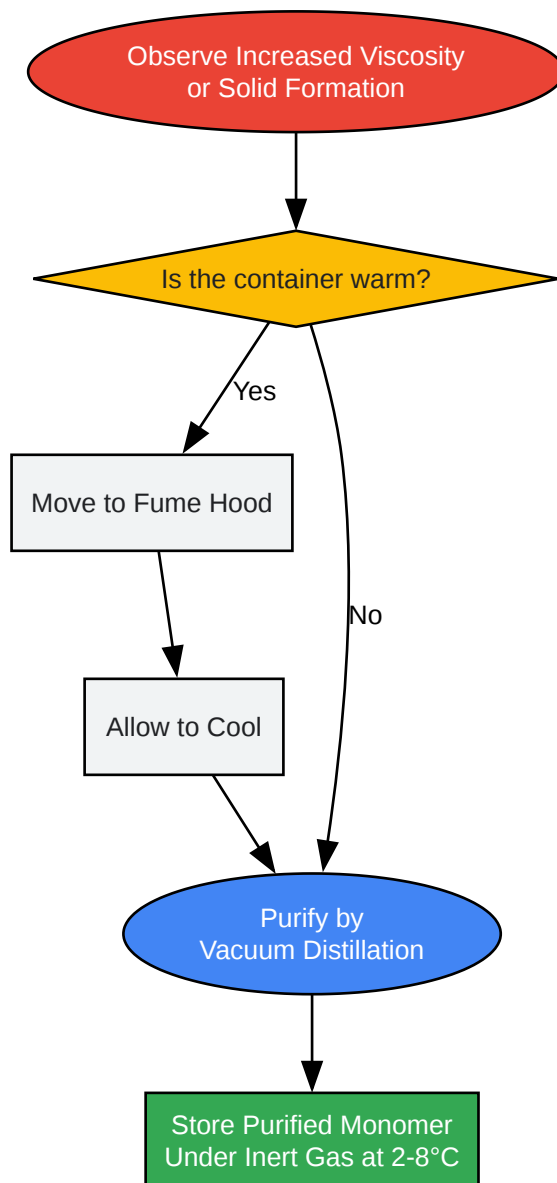 Observe Increased Viscosity
or Solid Formation
Is the container warm?
Yes
Move to Fume Hood
No
Allow to Cool
Purify by
Vacuum Distillation
Store Purified Monomer
Under Inert Gas at 2-8°C